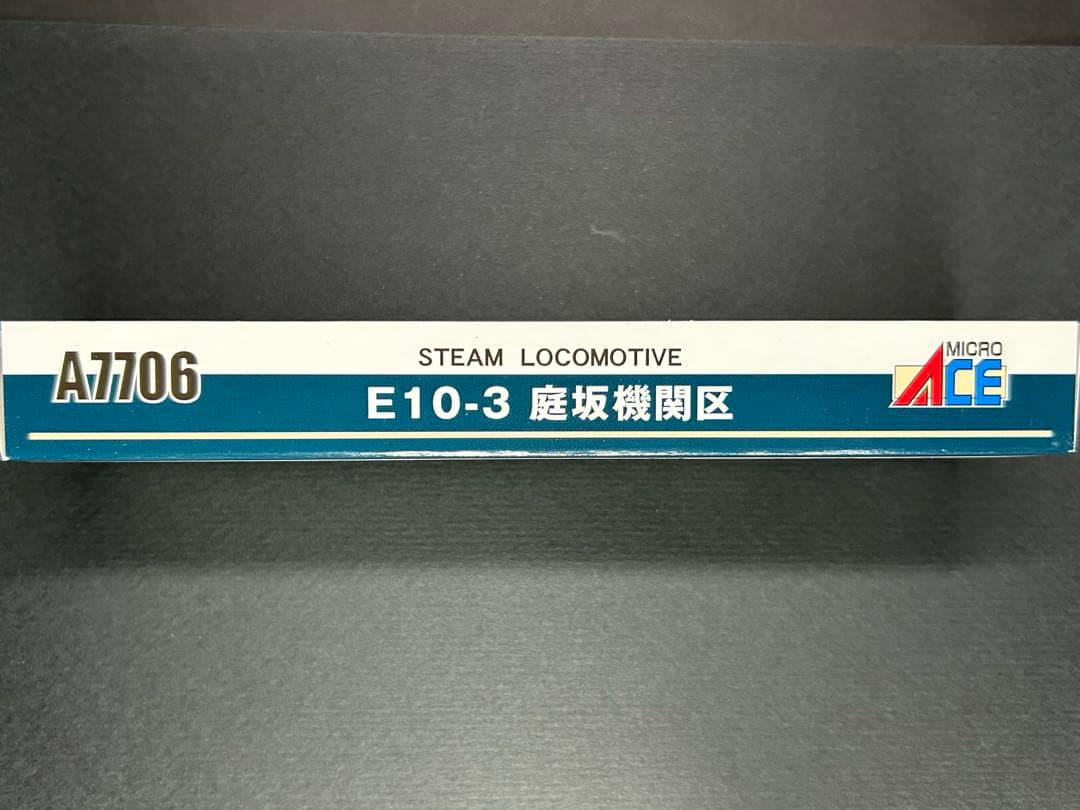 A7706
STEAM LOCOMOTIVE
E10-3 庭坂機関区
MICRO
ACE